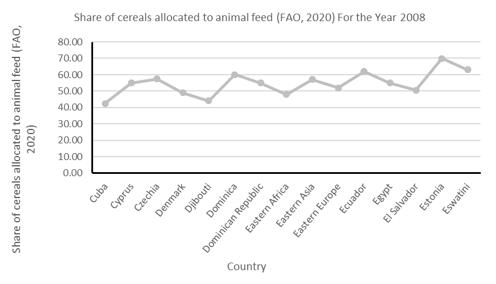 Share of cereals allocated to animal feed (FAO, 2020) For the Year 2008
Share of cereals allocated to animal feed (FAO,
2020)
80.00
70.00
60.00
50.00
40.00
30.00
20.00
10.00
0.00
Cuba
Cyprus
Czechia
Denmark
Djibouti
Dominica
Dominican Republic
Eastern Africa
Eastern Asia
Eastern Europe
Ecuador
Egypt
El Salvador
Estonia
Eswatini
Country